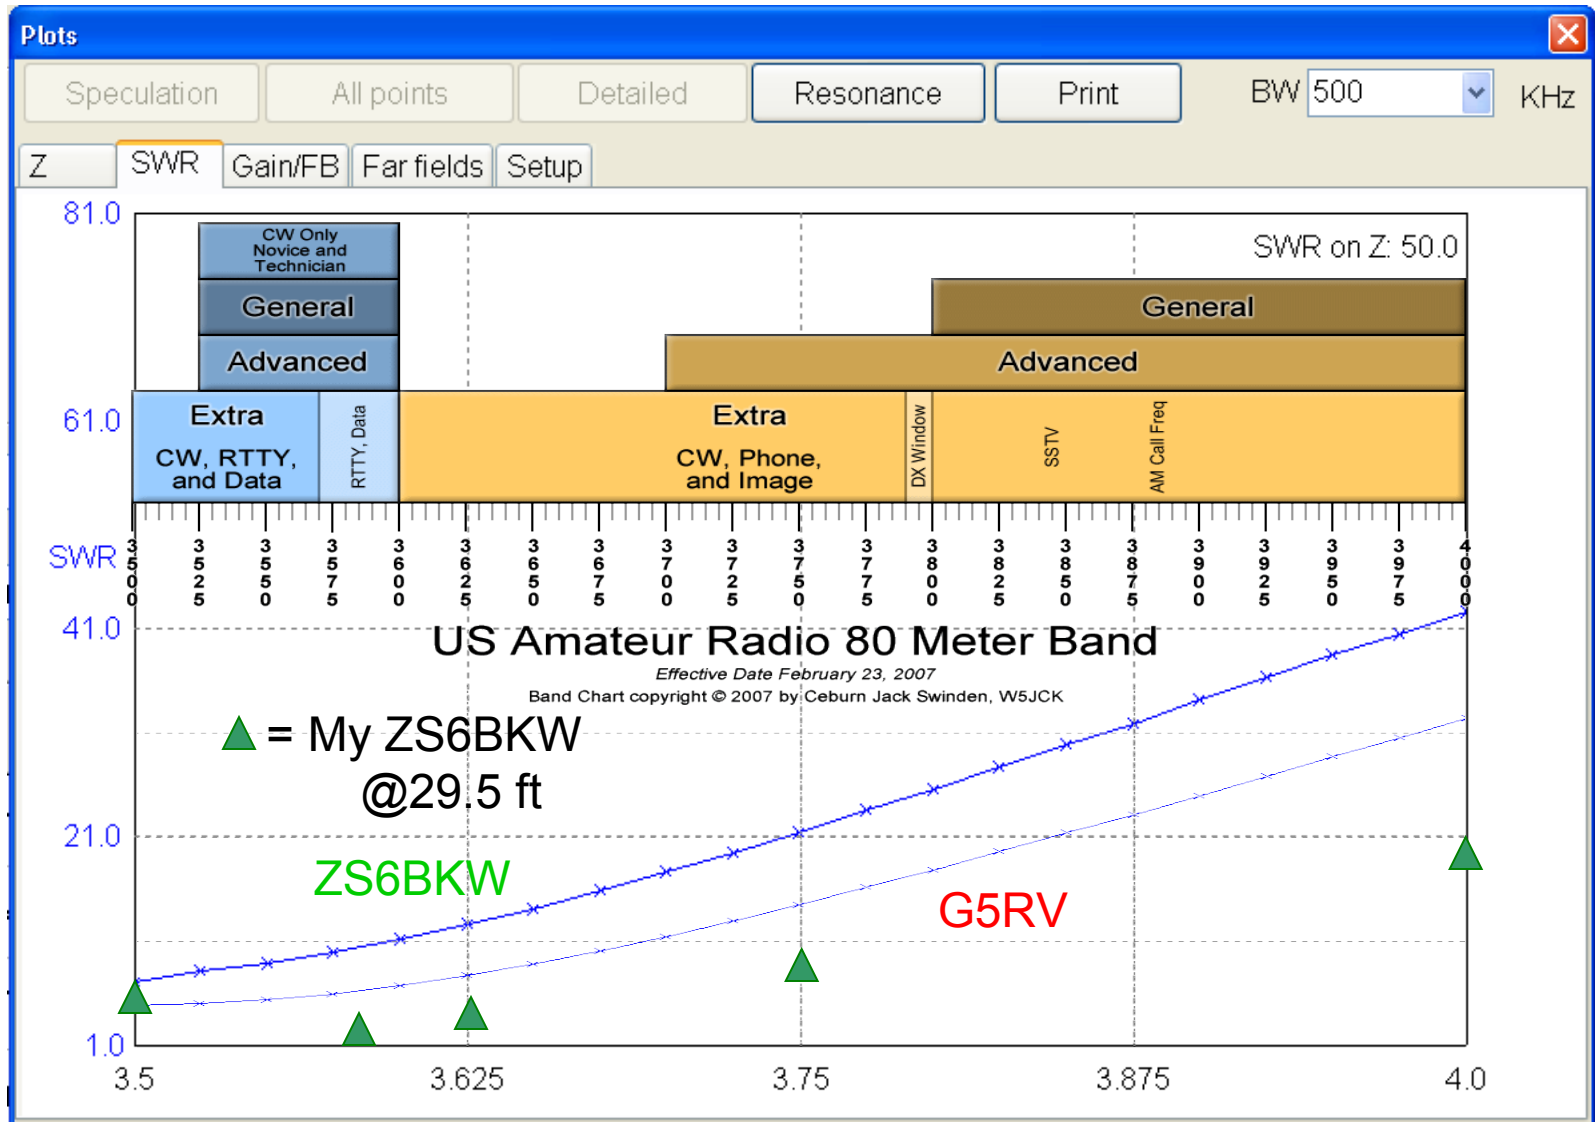 Plots
Speculation All points Detailed Resonance Print BW 500 KHz
Z SWR Gain/FB Far fields Setup
81.0
SWR on Z: 50.0
CW Only
Novice and
Technician
General General
Advanced Advanced
61.0
Extra
CW, RTTY,
and Data
RTTY, Data
Extra
CW, Phone,
and Image
DX Window
SSTV
AM Call Freq
SWR
3500 3525 3550 3575 3600 3625 3650 3675 3700 3725 3750 3775 3800 3825 3850 3875 3900 3925 3950 3975 4000
41.0
US Amateur Radio 80 Meter Band
Effective Date February 23, 2007
Band Chart copyright © 2007 by Ceburn Jack Swinden, W5JCK
= My ZS6BKW
@29.5 ft
21.0
ZS6BKW
G5RV
1.0
3.5 3.625 3.75 3.875 4.0